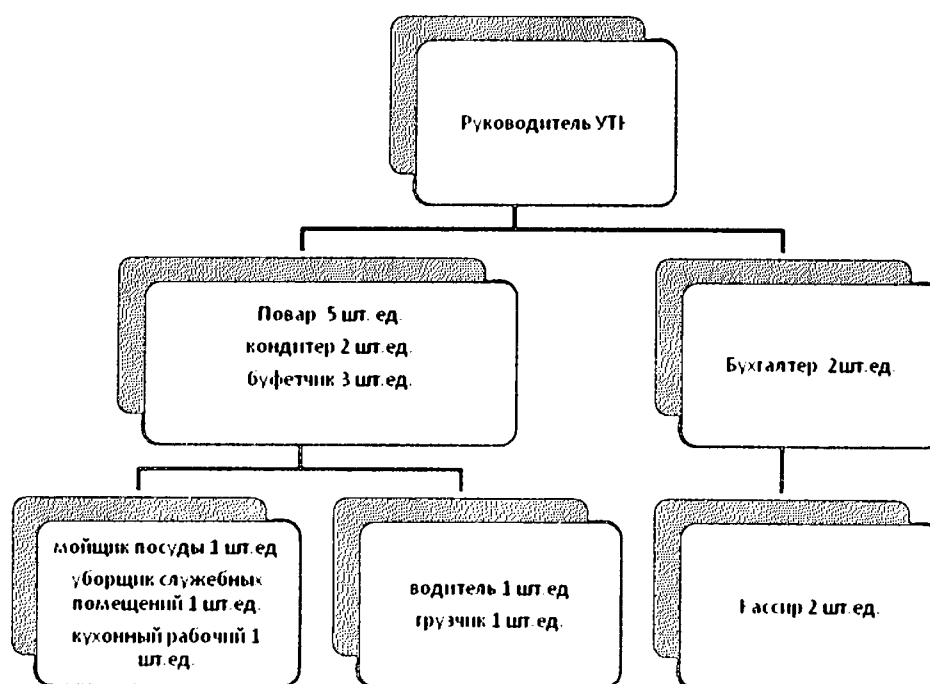 Руководитель
Повар 5 шт. ед.
кондитер 2 шт.ед.
буфетчик 3 шт.ед.
Бухгалтер 2шт.ед.
мойщик посуды 1 шт.ед
уборщик служебных
помещений 1 шт.ед.
кухонный рабочий 1
шт.ед.
водитель 1 шт.ед
грузчик 1 шт.ед.
Кассир 2 шт.ед.